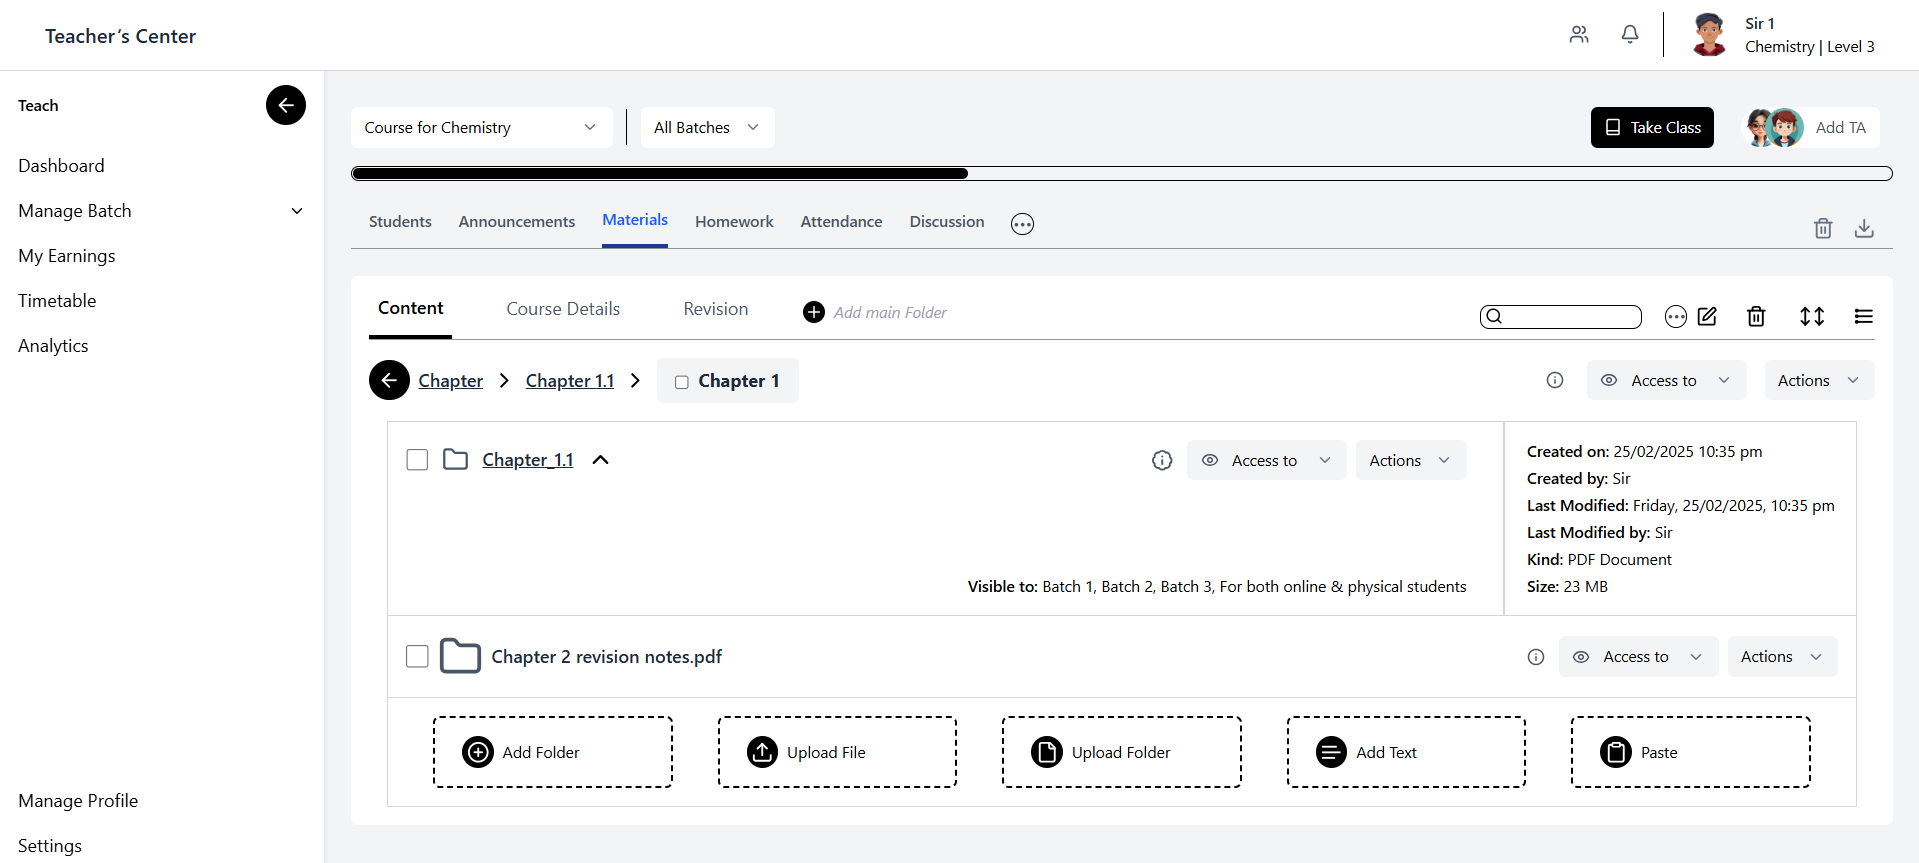 Teacher‘s Center
Sir 1
Chemistry | Level 3
Teach
Dashboard
Manage Batch
My Earnings
Timetable
Analytics
Manage Profile
Settings
Course for Chemistry
All Batches
Take Class
Add TA
Students Announcements Materials Homework Attendance Discussion
Content Course Details Revision Add main Folder
Chapter Chapter 1.1 Chapter 1
Access to Actions
Chapter_1.1
Access to Actions
Visible to: Batch 1, Batch 2, Batch 3, For both online & physical students
Created on: 25/02/2025 10:35 pm
Created by: Sir
Last Modified: Friday, 25/02/2025, 10:35 pm
Last Modified by: Sir
Kind: PDF Document
Size: 23 MB
Chapter 2 revision notes.pdf
Access to Actions
Add Folder Upload File Upload Folder Add Text Paste